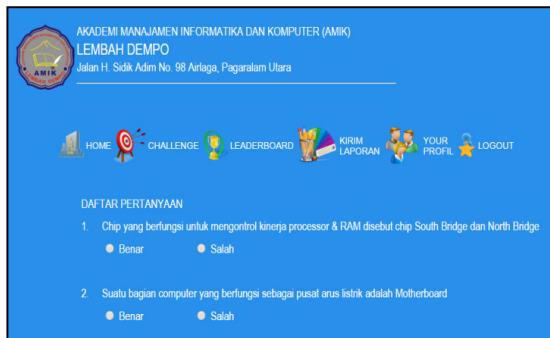 AKADEMI MANAJAMEN INFORMATIKA DAN KOMPUTER (AMIK)
LEMBAH DEMPO
Jalan H. Sidik Adim No. 98 Airlaga, Pagaralam Utara
AMIK
HOME CHALLENGE LEADERBOARD KIRIM LAPORAN YOUR PROFIL LOGOUT
DAFTAR PERTANYAAN
1. Chip yang berfungsi untuk mengontrol kinerja processor & RAM disebut chip South Bridge dan North Bridge
Benar Salah
2. Suatu bagian computer yang berfungsi sebagai pusat arus listrik adalah Motherboard
Benar Salah